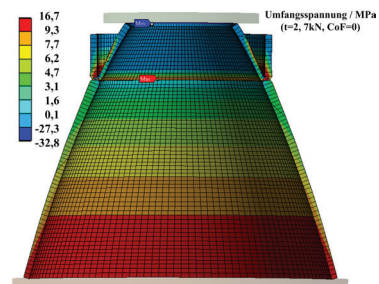 16,7
9,3
7,7
6,2
4,7
3,1
1,6
0,1
-27,3
-32,8
Min
Max
Umfangsspannung / MPa
(t=2, 7kN, CoF=0)